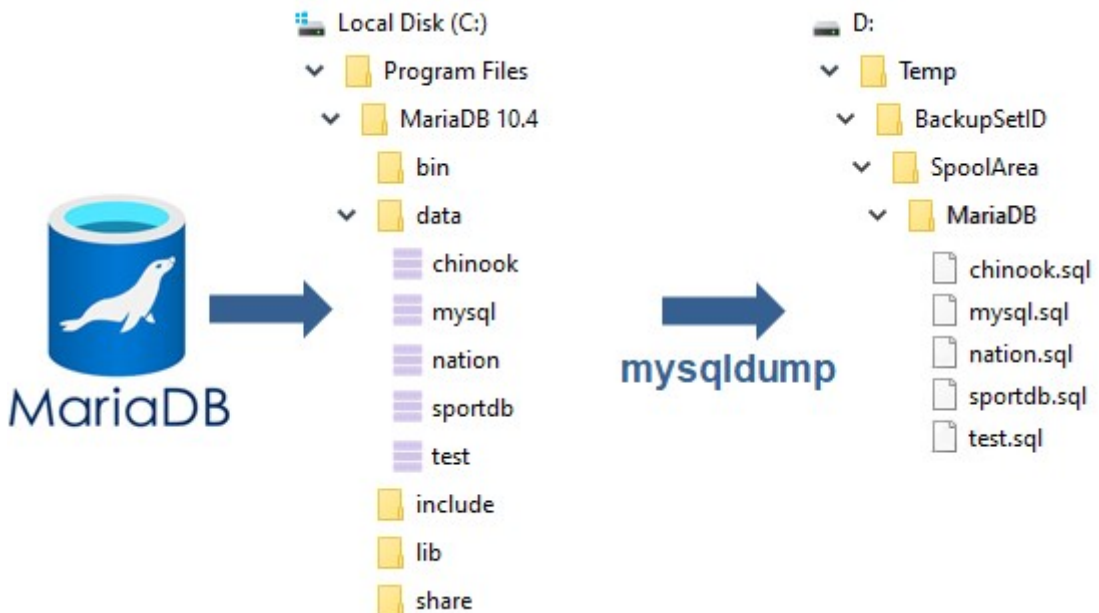 Local Disk (C:)
Program Files
MariaDB 10.4
bin
data
chinook
mysql
nation
sportdb
test
include
lib
share
MariaDB
mysqldump
D:
Temp
BackupSetID
SpoolArea
MariaDB
chinook.sql
mysql.sql
nation.sql
sportdb.sql
test.sql